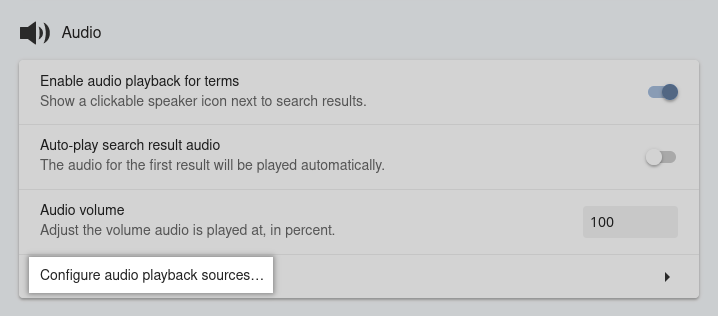 Audio
Enable audio playback for terms
Show a clickable speaker icon next to search results.
Auto-play search result audio
The audio for the first result will be played automatically.
Audio volume
Adjust the volume audio is played at, in percent.
100
Configure audio playback sources…